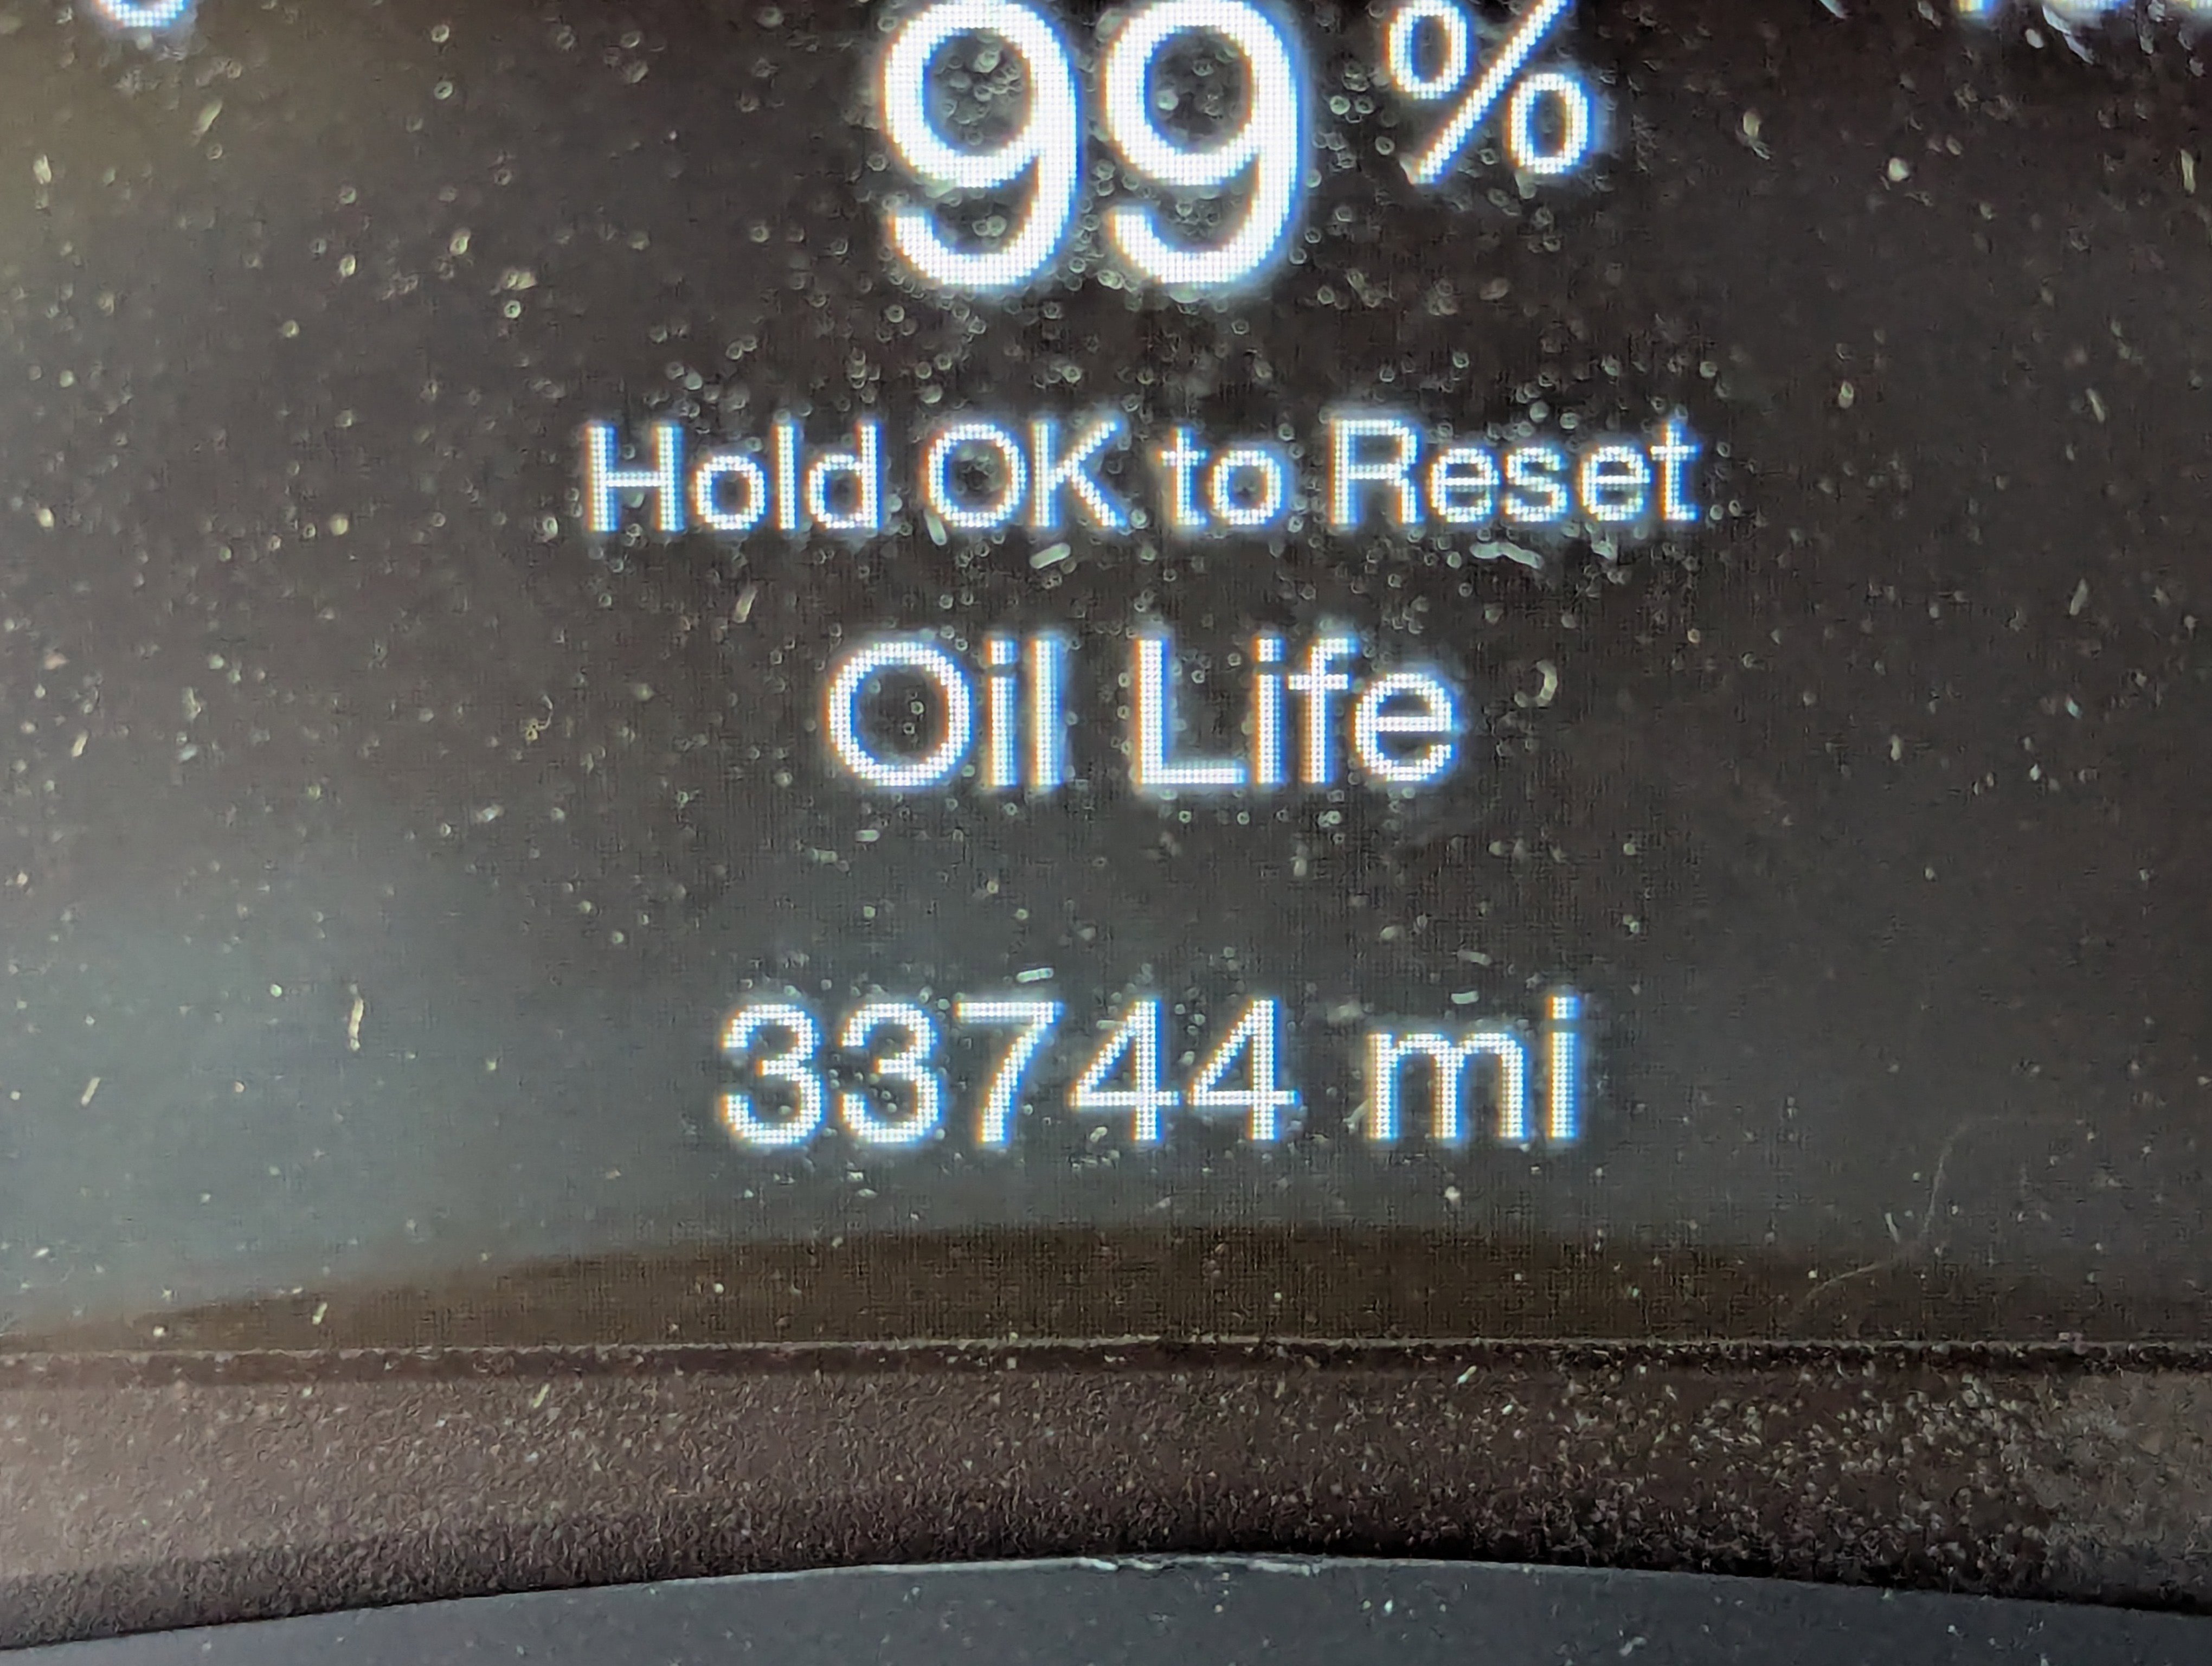 99%
Hold OK to Reset
Oil Life
33744 mi